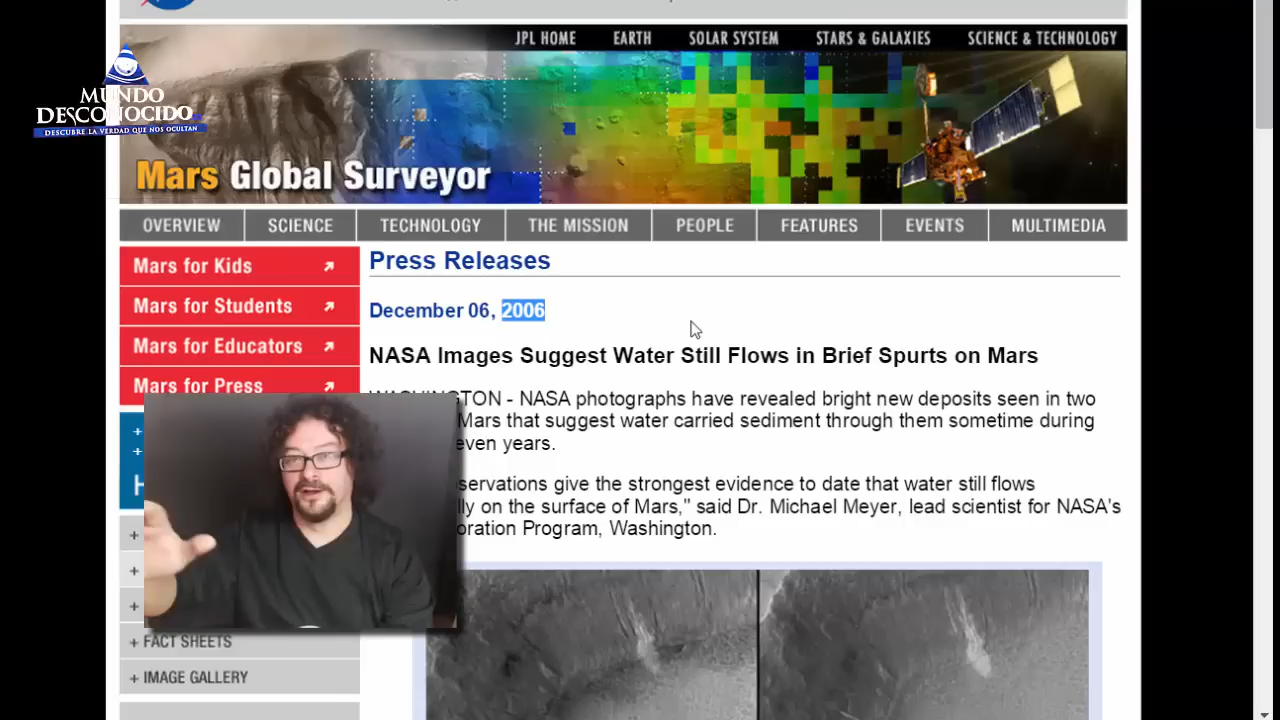 JPL HOME EARTH SOLAR SYSTEM STARS & GALAXIES SCIENCE & TECHNOLOGY
MUNDO
DESCONOCIDO
DESCUBRE LA VERDAD QUE NOS OCULTAN
Mars Global Surveyor
OVERVIEW SCIENCE TECHNOLOGY THE MISSION PEOPLE FEATURES EVENTS MULTIMEDIA
Mars for Kids
Mars for Students
Mars for Educators
Mars for Press
+
+
H
+
+
+
+ FACT SHEETS
+ IMAGE GALLERY
Press Releases
December 06, 2006
NASA Images Suggest Water Still Flows in Brief Spurts on Mars
WASHINGTON - NASA photographs have revealed bright new deposits seen in two
Mars that suggest water carried sediment through them sometime during
even years.
servations give the strongest evidence to date that water still flows
lly on the surface of Mars," said Dr. Michael Meyer, lead scientist for NASA's
oration Program, Washington.